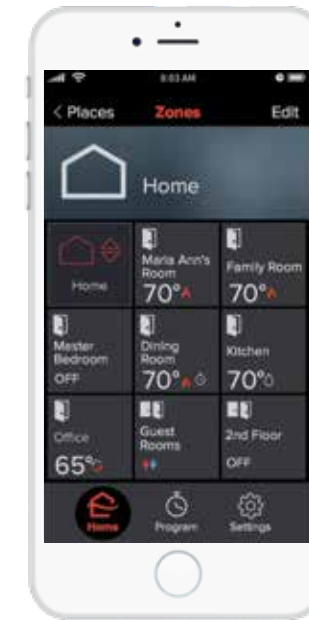 8:03 AM
< Places Zones Edit
Home
Home
Maria Ann's
Room
70°
Family Room
70°
Master
Bedroom
OFF
Dining
Room
70°
Kitchen
70°
Office
65°
Guest
Rooms
2nd Floor
OFF
Home Program Settings